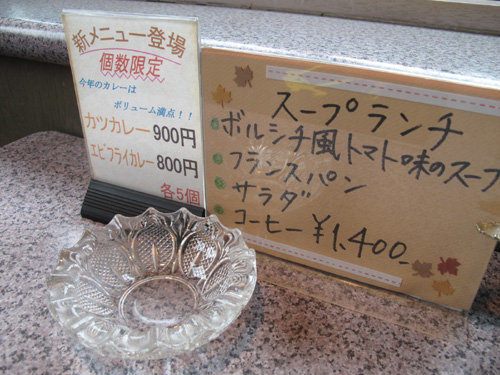 新メニュー登場
個数限定
今年のカレーは
ボリューム満点！！
カツカレー900円
エビフライカレー800円
各5個
スープランチ
ボルシチ風トマト味のスープ
フランスパン
サラダ
コーヒー ¥1,400-